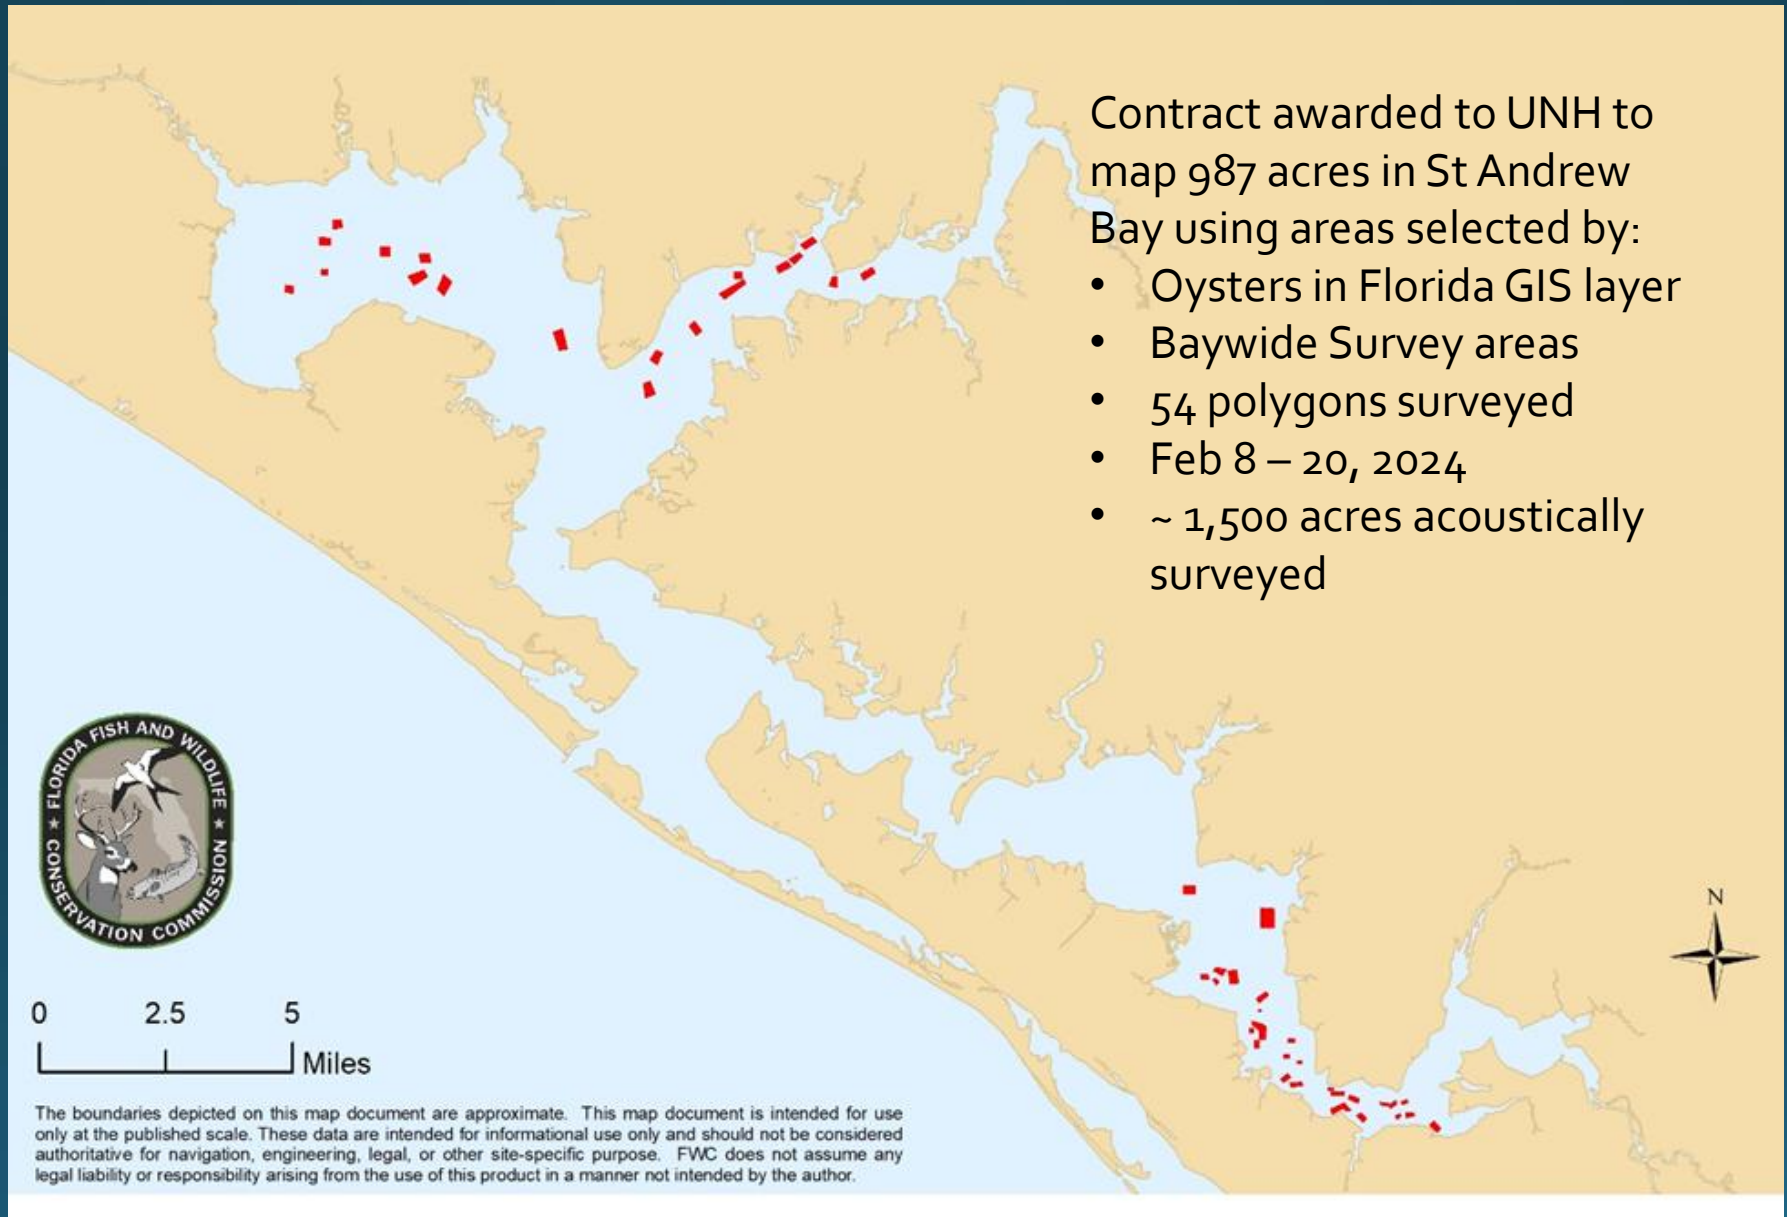 Contract awarded to UNH to
map 987 acres in St Andrew
Bay using areas selected by:
• Oysters in Florida GIS layer
• Baywide Survey areas
• 54 polygons surveyed
• Feb 8 – 20, 2024
• ~ 1,500 acres acoustically
surveyed
FLORIDA FISH AND WILDLIFE
CONSERVATION COMMISSION
N
0 2.5 5
Miles
The boundaries depicted on this map document are approximate. This map document is intended for use
only at the published scale. These data are intended for informational use only and should not be considered
authoritative for navigation, engineering, legal, or other site-specific purpose. FWC does not assume any
legal liability or responsibility arising from the use of this product in a manner not intended by the author.